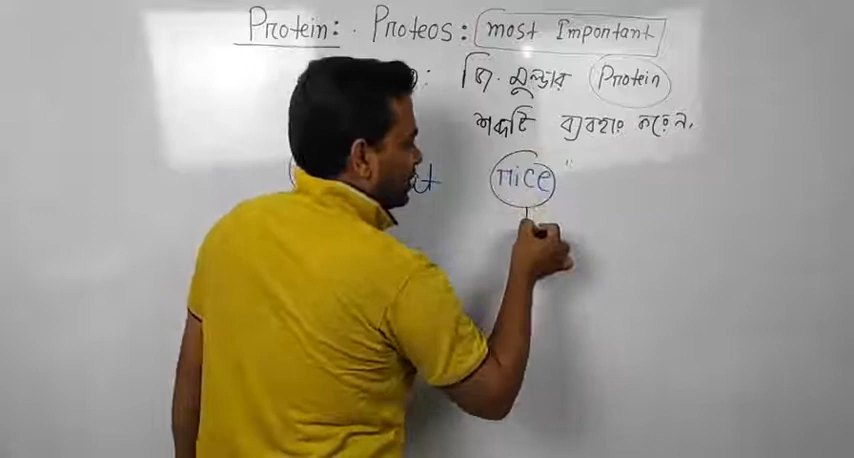 Protein: · Proteos: most Important
: জি. মুল্ডার Protein
শব্দটি ব্যবহার করেন.
Rice